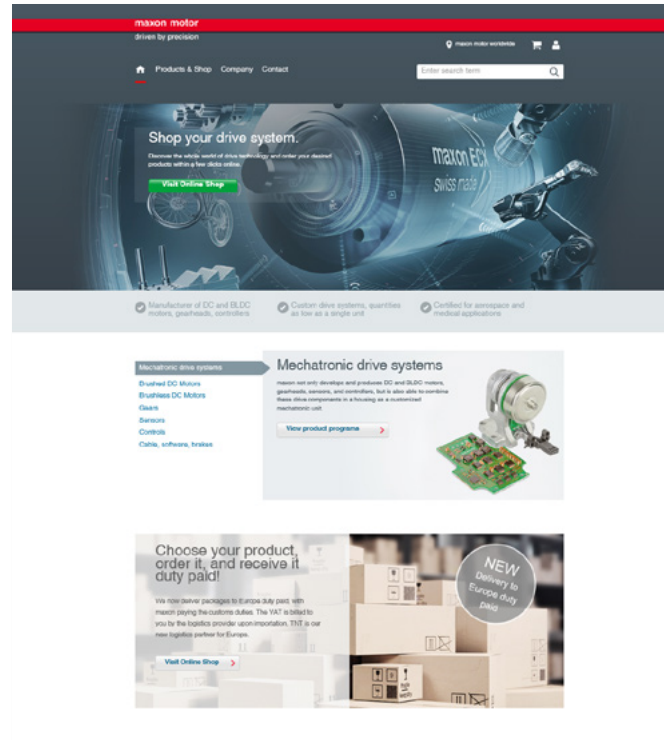 maxon motor
driven by precision
maxon motor worldwide
Products & Shop Company Contact
Enter search term
Shop your drive system.
Discover the whole world of drive technology and order your desired
products within a few clicks online.
Visit Online Shop
maxon ECX
swiss made
Manufacturer of DC and BLDC
motors, gearheads, controllers
Custom drive systems, quantities
as low as a single unit
Certified for aerospace and
medical applications
Mechatronic drive systems
Brushed DC Motors
Brushless DC Motors
Gears
Sensors
Controls
Cable, software, brakes
Mechatronic drive systems
maxon not only develops and produces DC and BLDC motors,
gearheads, sensors, and controllers, but is also able to combine
these drive components in a housing as a customized
mechatronic unit.
View product programs
Choose your product,
order it, and receive it
duty paid!
We now deliver packages to Europe duty paid, with
maxon paying the customs duties. The VAT is billed to
you by the logistics provider upon importation. TNT is our
new logistics partner for Europe.
Visit Online Shop
NEW
Delivery to
Europe duty
paid